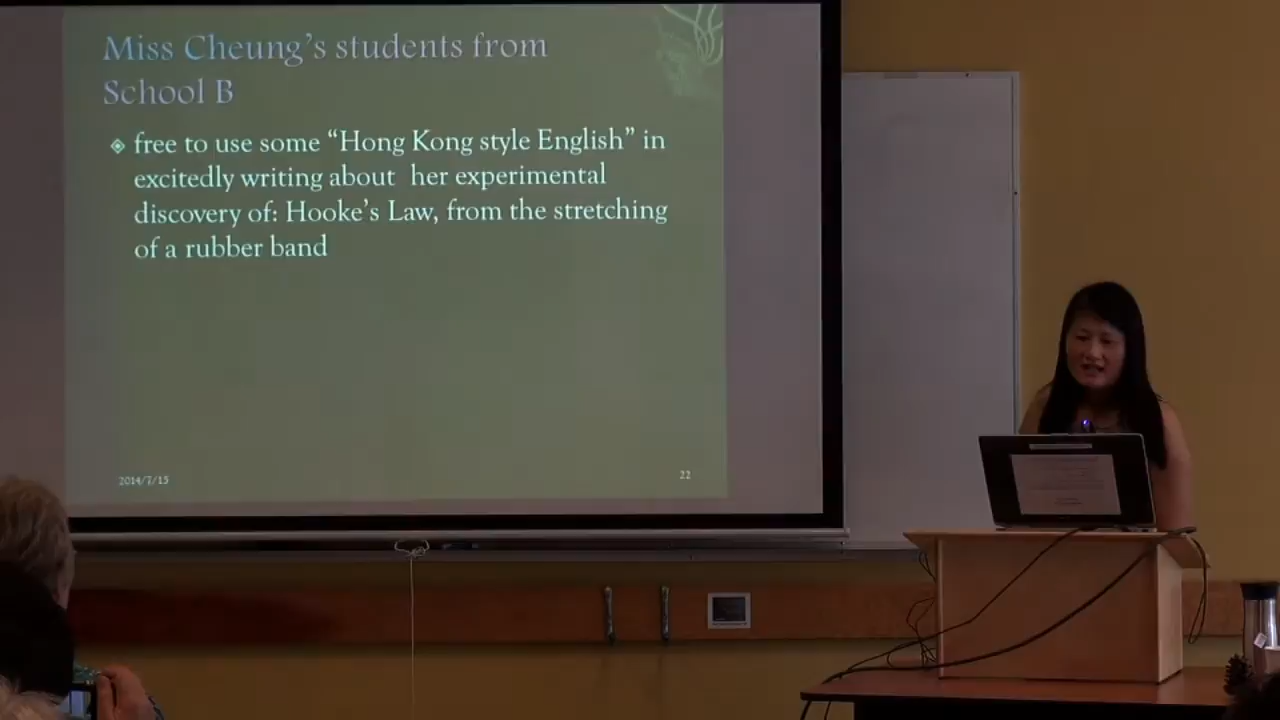 Miss Cheung's students from
School B
free to use some “Hong Kong style English” in
excitedly writing about her experimental
discovery of: Hooke's Law, from the stretching
of a rubber band
2014/7/15
22